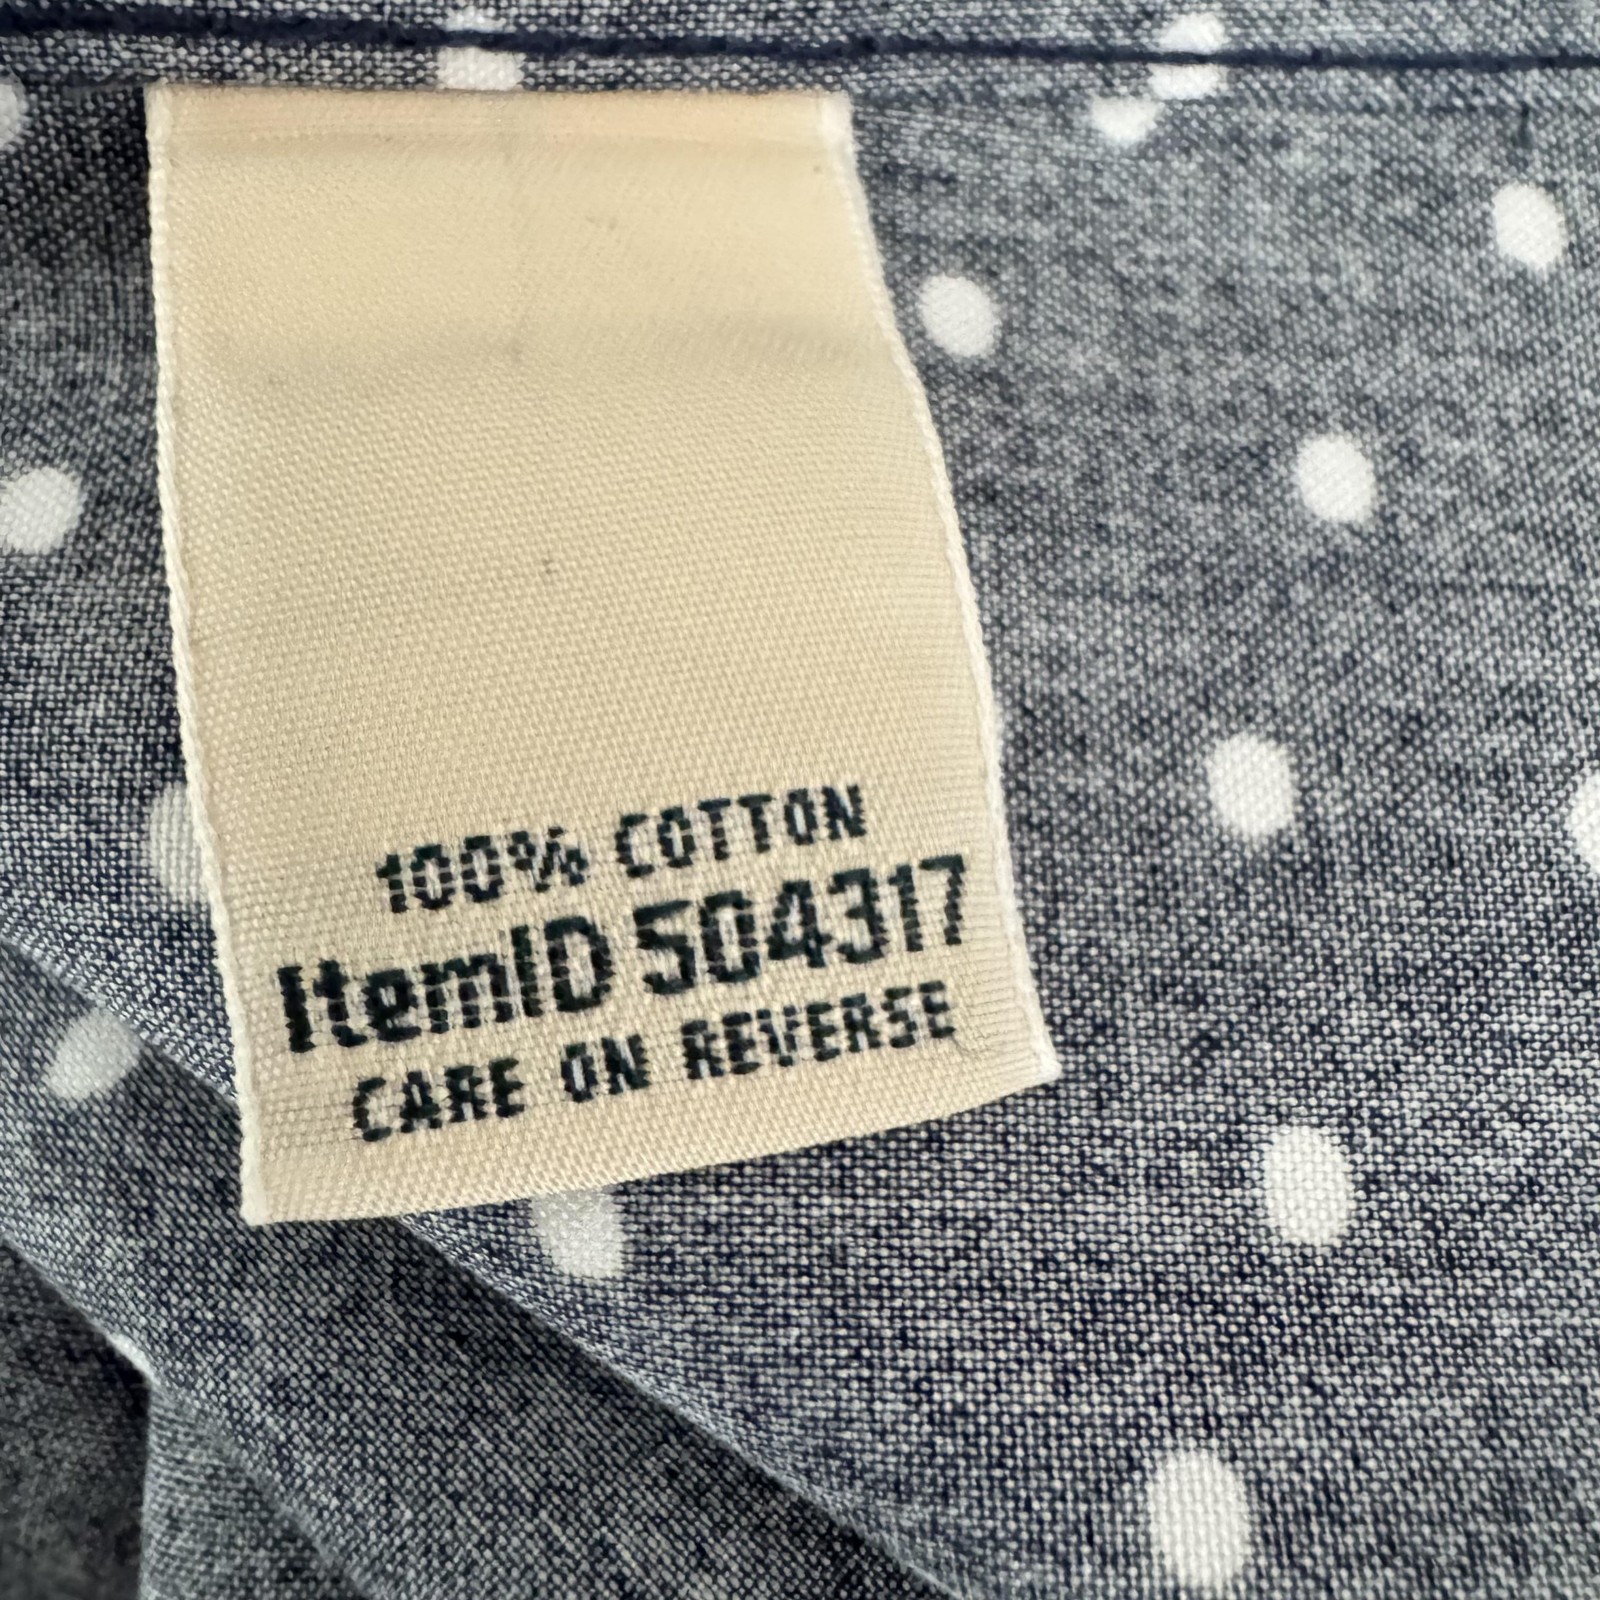 100% COTTON
ItemID 504317
CARE ON REVERSE